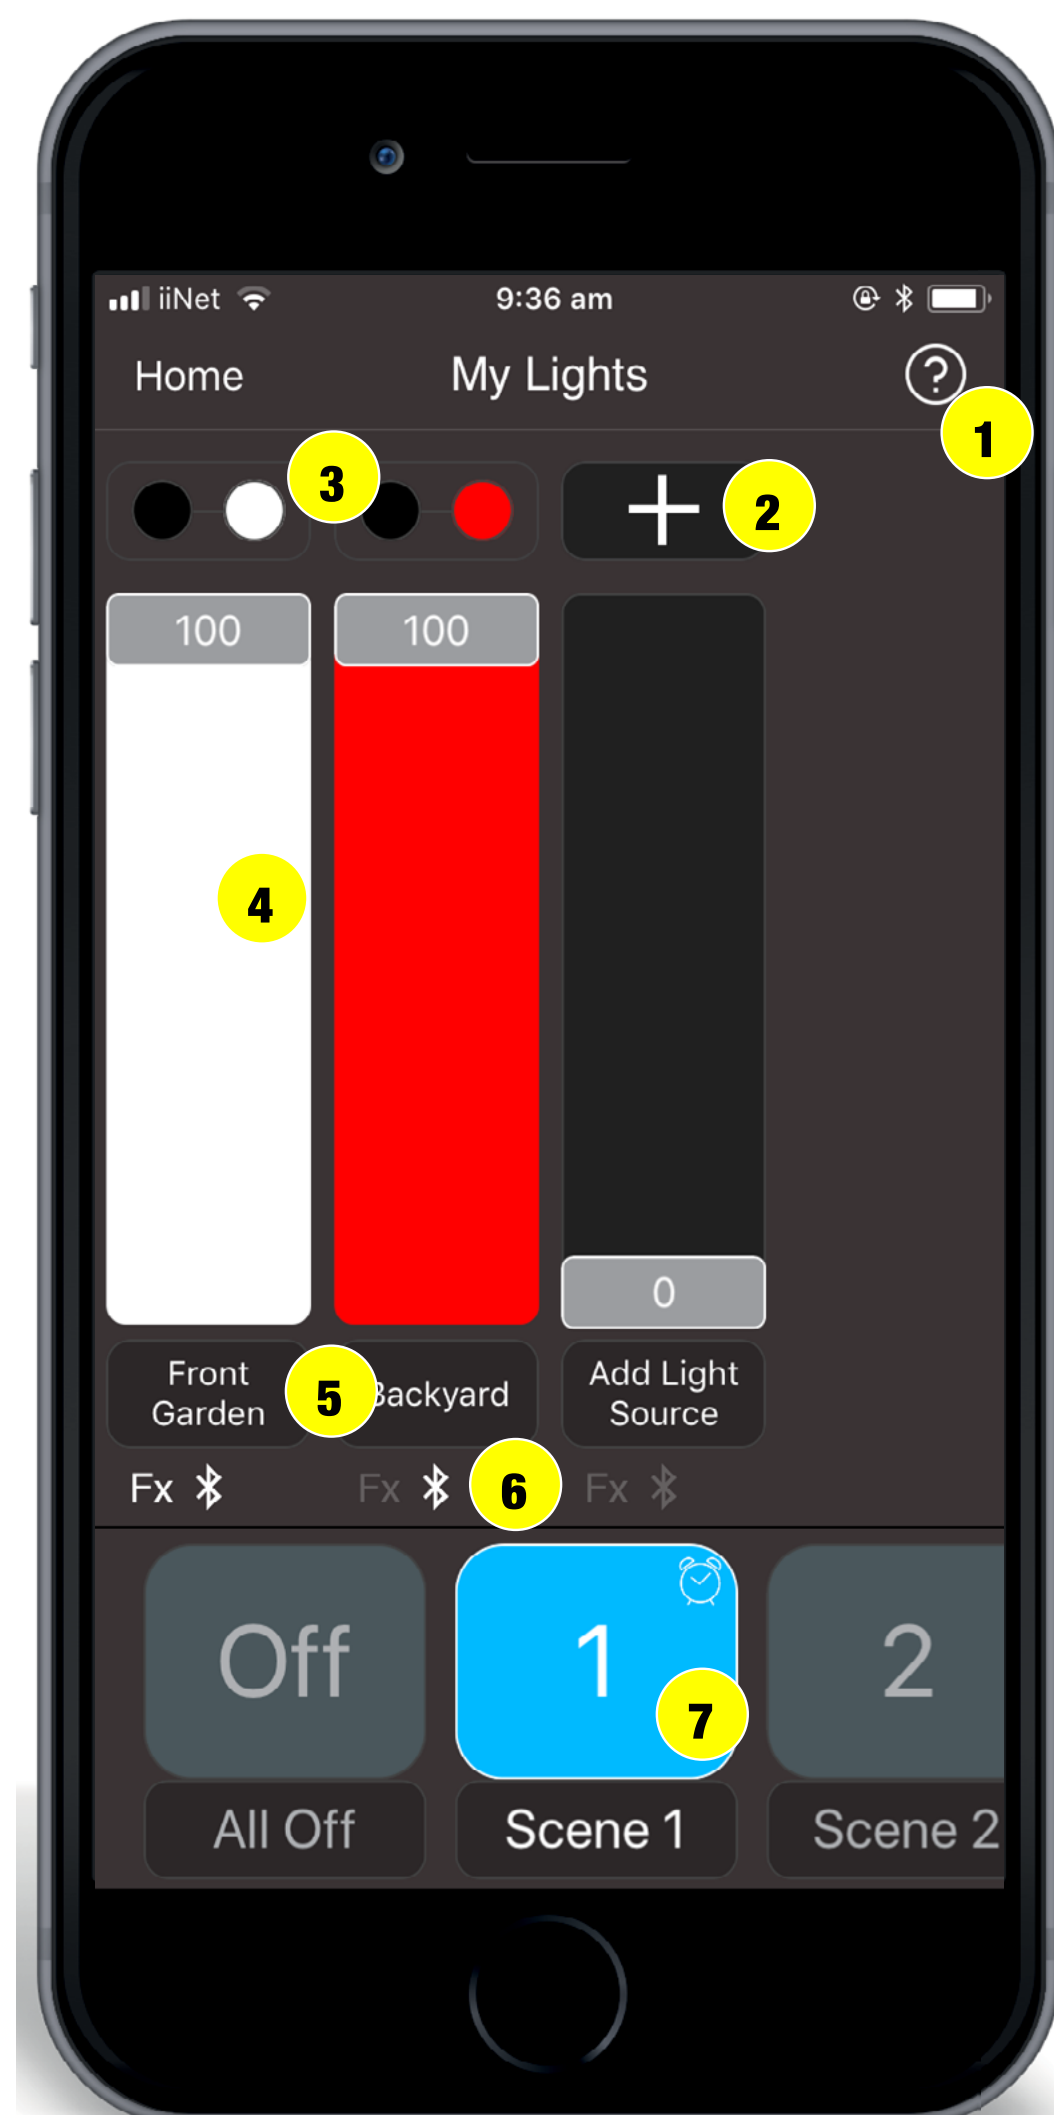 iiNet 9:36 am
Home My Lights ?
1
3
2
100 100
4
0
Front
Garden
5
Backyard
Add Light
Source
Fx Fx 6 Fx
Off 1 2
7
All Off Scene 1 Scene 2